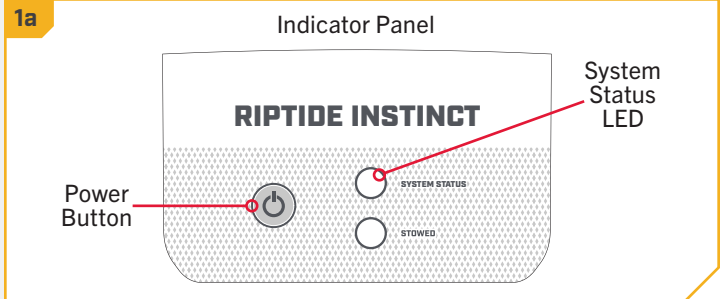 1a
Indicator Panel
System
Status
LED
RIPTIDE INSTINCT
SYSTEM STATUS
Power
Button
STOWED